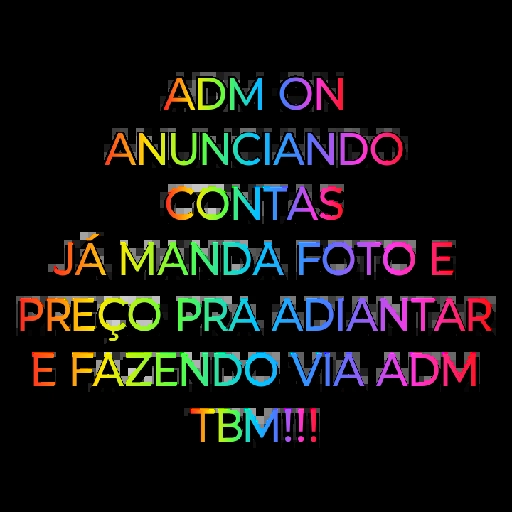 ADM ON
ANUNCIANDO
CONTAS
JÁ MANDA FOTO E
PREÇO PRA ADIANTAR
E FAZENDO VIA ADM
TBM!!!